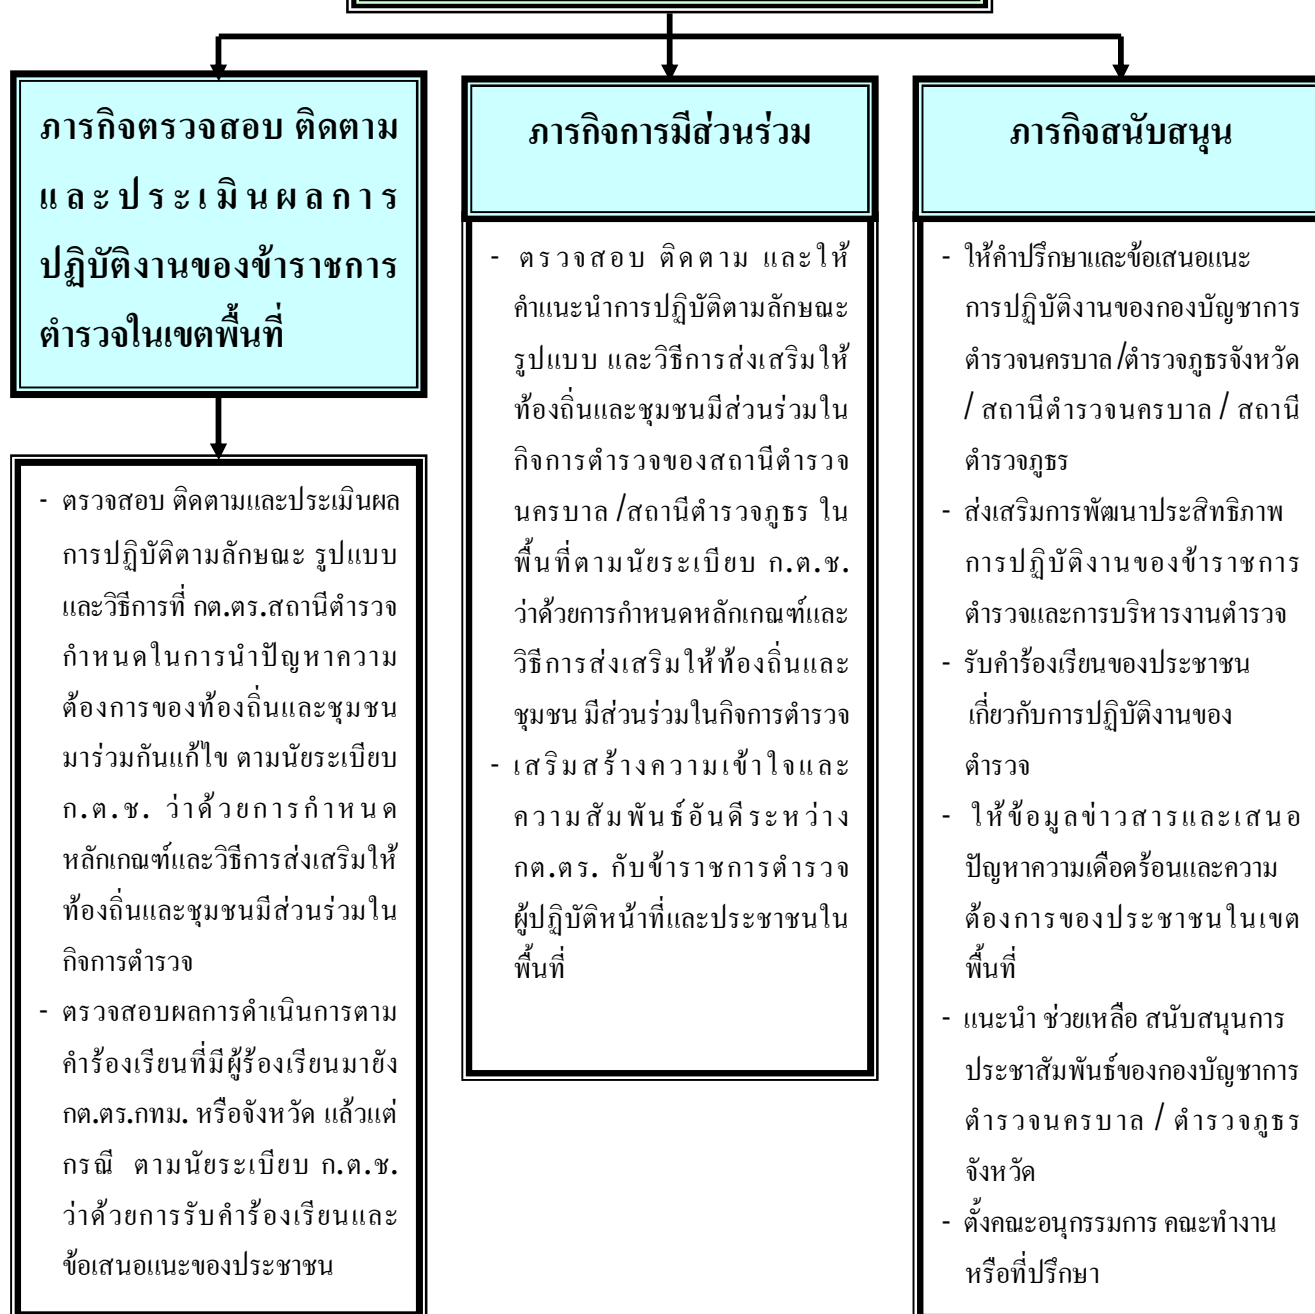 ภารกิจตรวจสอบ ติดตาม
และประเมินผลการ
ปฏิบัติงานของข้าราชการ
ตำรวจในเขตพื้นที่
- ตรวจสอบ ติดตามและประเมินผล
การปฏิบัติตามลักษณะ รูปแบบ
และวิธีการที่ กต.ตร.สถานีตำรวจ
กำหนดในการนำปัญหาความ
ต้องการของท้องถิ่นและชุมชน
มาร่วมกันแก้ไข ตามนัยระเบียบ
ก.ต.ช. ว่าด้วยการกำหนด
หลักเกณฑ์และวิธีการส่งเสริมให้
ท้องถิ่นและชุมชนมีส่วนร่วมใน
กิจการตำรวจ
- ตรวจสอบผลการดำเนินการตาม
คำร้องเรียนที่มีผู้ร้องเรียนมายัง
กต.ตร.กทม. หรือจังหวัด แล้วแต่
กรณี ตามนัยระเบียบ ก.ต.ช.
ว่าด้วยการรับคำร้องเรียนและ
ข้อเสนอแนะของประชาชน
ภารกิจการมีส่วนร่วม
- ตรวจสอบ ติดตาม และให้
คำแนะนำการปฏิบัติตามลักษณะ
รูปแบบ และวิธีการส่งเสริมให้
ท้องถิ่นและชุมชนมีส่วนร่วมใน
กิจการตำรวจของสถานีตำรวจ
นครบาล /สถานีตำรวจภูธร ใน
พื้นที่ตามนัยระเบียบ ก.ต.ช.
ว่าด้วยการกำหนดหลักเกณฑ์และ
วิธีการส่งเสริมให้ท้องถิ่นและ
ชุมชน มีส่วนร่วมในกิจการตำรวจ
- เสริมสร้างความเข้าใจและ
ความสัมพันธ์อันดีระหว่าง
กต.ตร. กับข้าราชการตำรวจ
ผู้ปฏิบัติหน้าที่และประชาชนใน
พื้นที่
ภารกิจสนับสนุน
- ให้คำปรึกษาและข้อเสนอแนะ
การปฏิบัติงานของกองบัญชาการ
ตำรวจนครบาล /ตำรวจภูธรจังหวัด
/ สถานีตำรวจนครบาล / สถานี
ตำรวจภูธร
- ส่งเสริมการพัฒนาประสิทธิภาพ
การปฏิบัติงานของข้าราชการ
ตำรวจและการบริหารงานตำรวจ
- รับคำร้องเรียนของประชาชน
เกี่ยวกับการปฏิบัติงานของ
ตำรวจ
- ให้ข้อมูลข่าวสารและเสนอ
ปัญหาความเดือดร้อนและความ
ต้องการของประชาชนในเขต
พื้นที่
- แนะนำ ช่วยเหลือ สนับสนุนการ
ประชาสัมพันธ์ของกองบัญชาการ
ตำรวจนครบาล / ตำรวจภูธร
จังหวัด
- ตั้งคณะอนุกรรมการ คณะทำงาน
หรือที่ปรึกษา